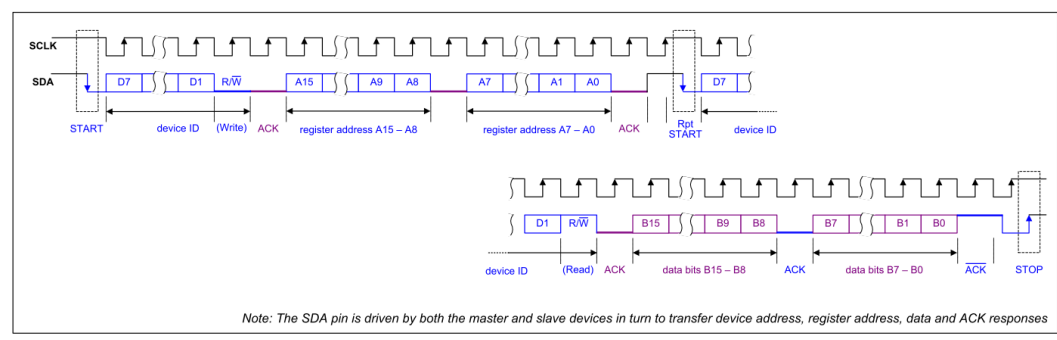 SCLK
SDA D7 D1 R/W̅ A15 A9 A8 A7 A1 A0 D7
START device ID (Write) ACK register address A15 – A8 register address A7 – A0 ACK Rpt START device ID
D1 R/W̅ B15 B9 B8 B7 B1 B0
device ID (Read) ACK data bits B15 – B8 ACK data bits B7 – B0 A̅C̅K̅ STOP
Note: The SDA pin is driven by both the master and slave devices in turn to transfer device address, register address, data and ACK responses